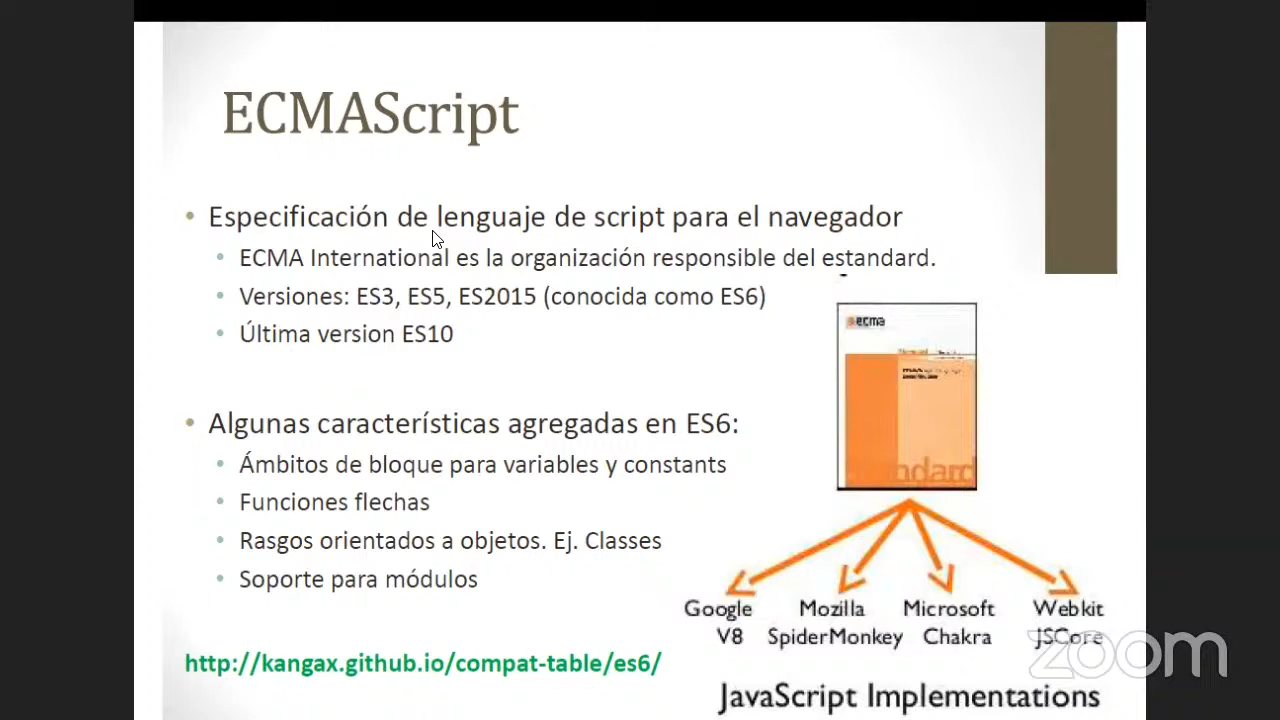 ECMAScript
Especificación de lenguaje de script para el navegador
ECMA International es la organización responsible del estandard.
Versiones: ES3, ES5, ES2015 (conocida como ES6)
Última version ES10
Algunas características agregadas en ES6:
Ámbitos de bloque para variables y constants
Funciones flechas
Rasgos orientados a objetos. Ej. Classes
Soporte para módulos
http://kangax.github.io/compat-table/es6/
ecma
Google V8
Mozilla SpiderMonkey
Microsoft Chakra
Webkit JSCore
JavaScript Implementations
zoom